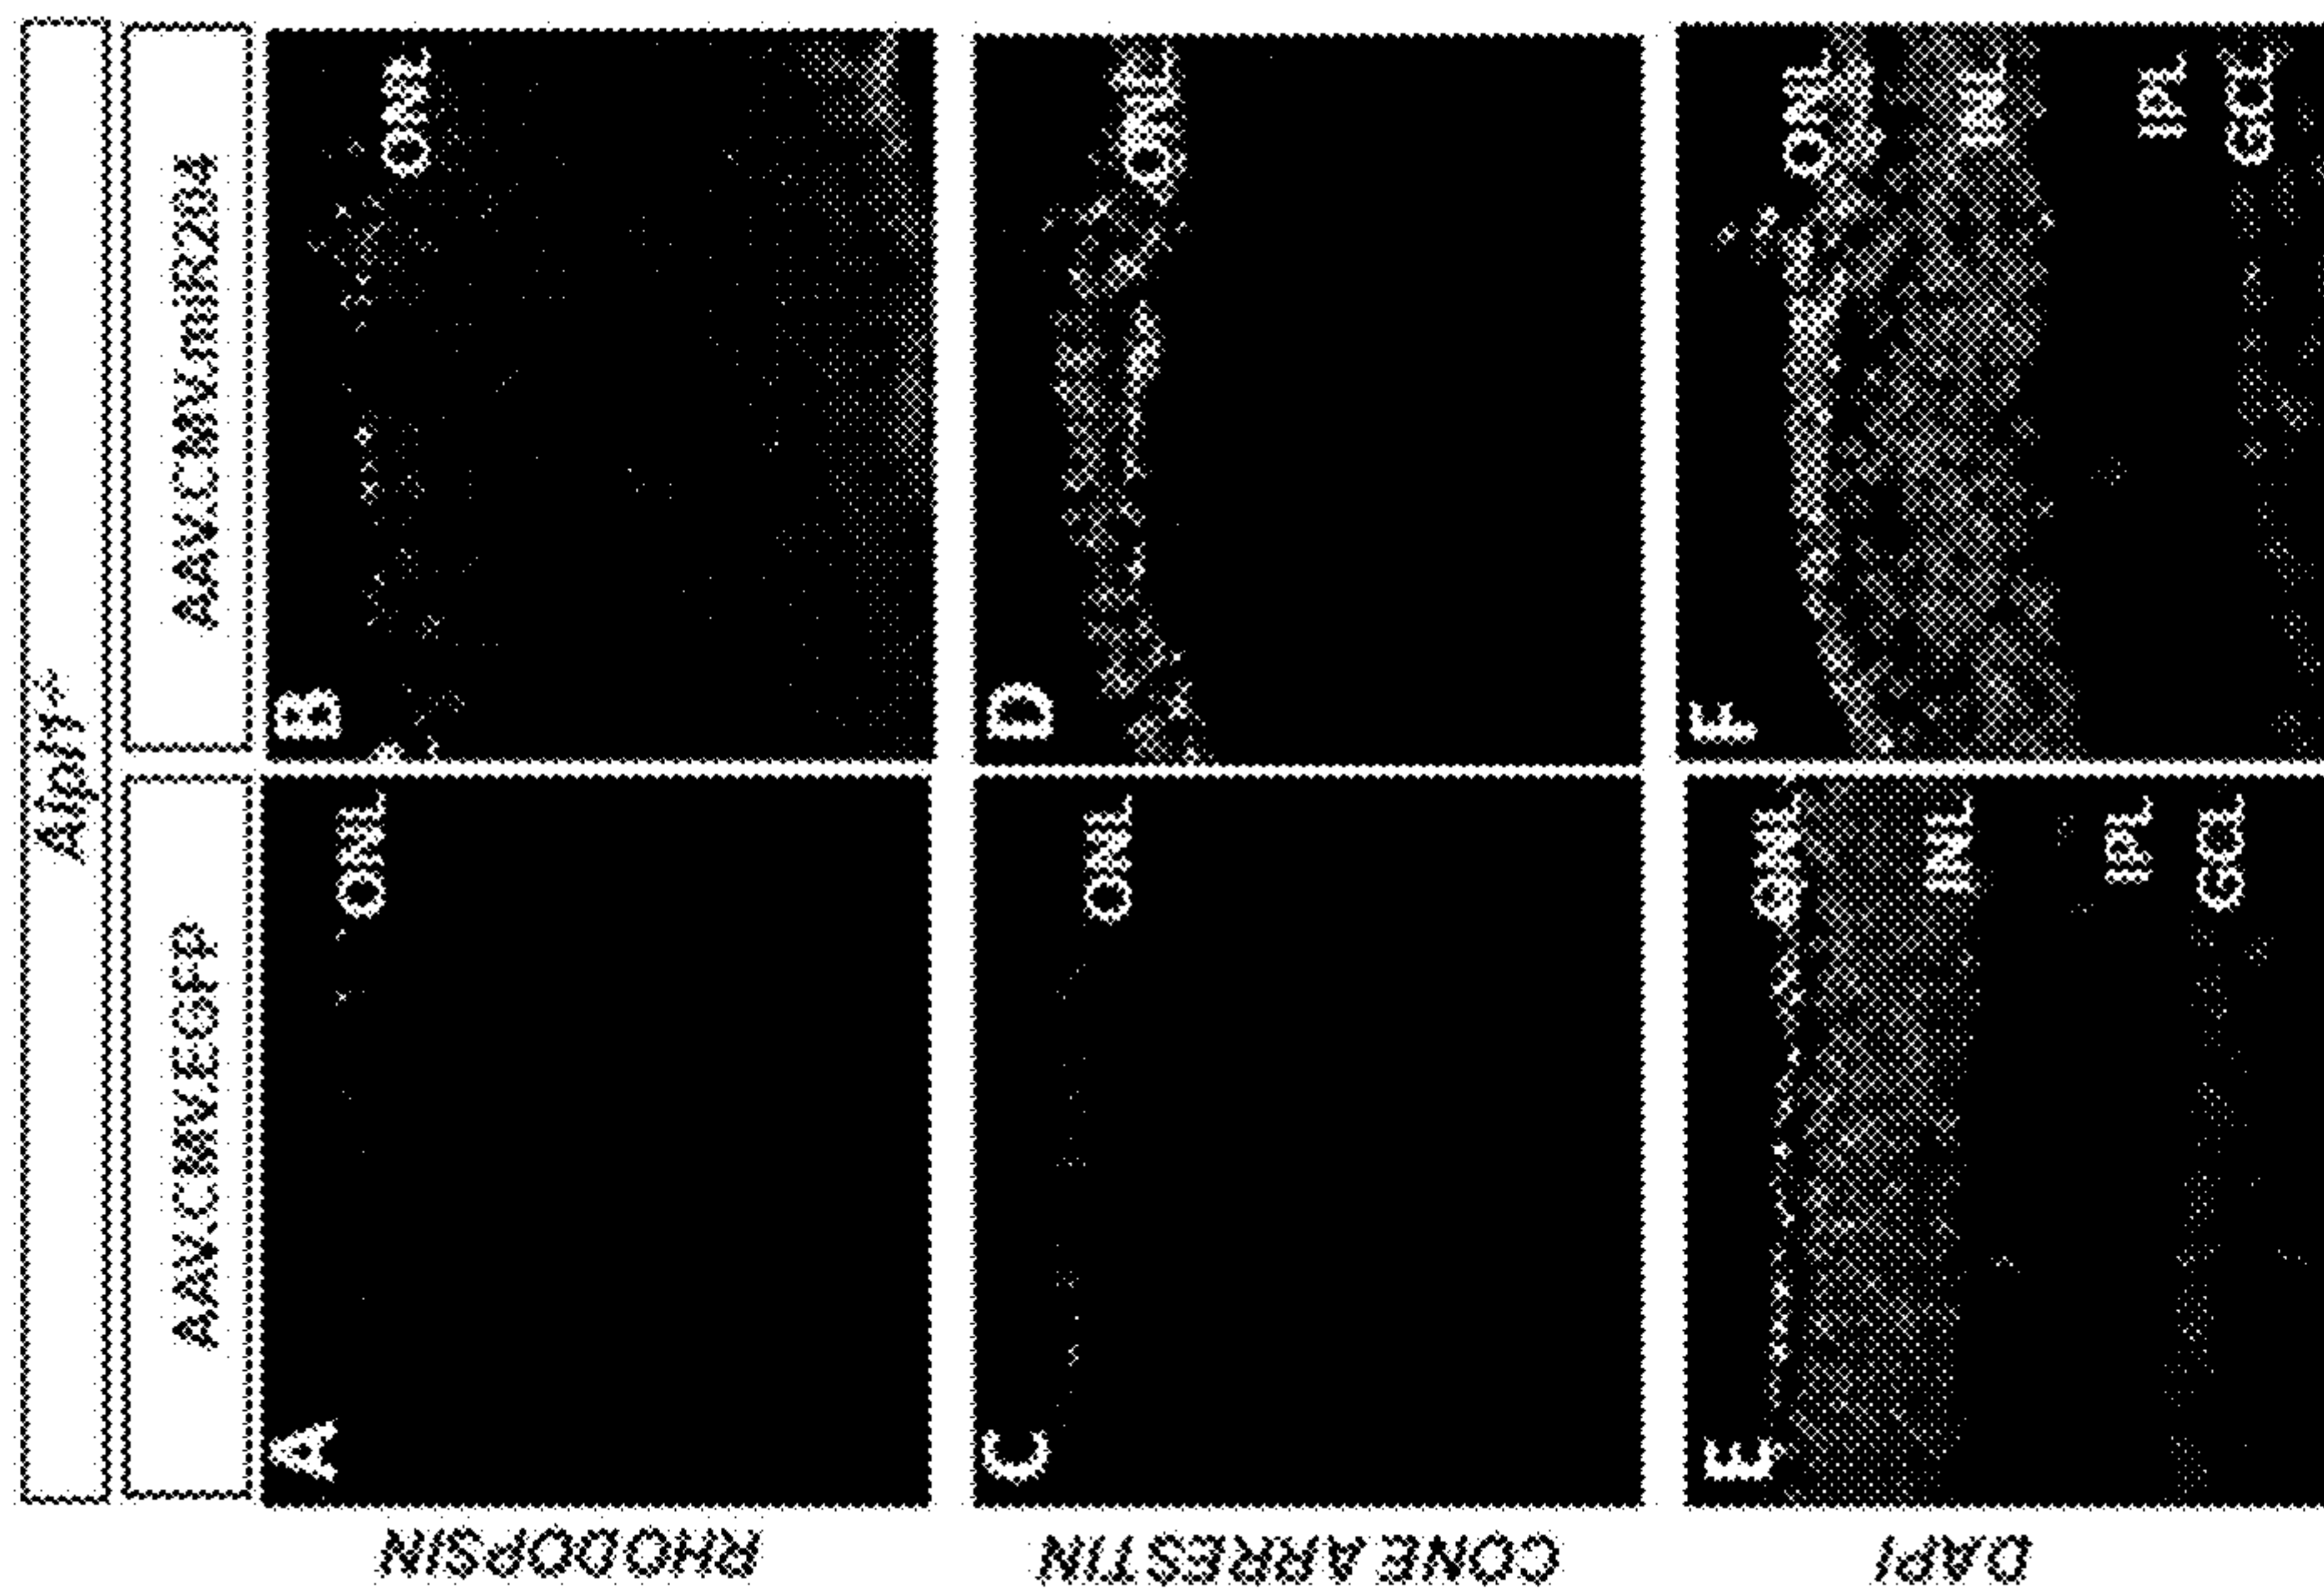 Aipl1-/-
AAV.CMV.EGFP
AAV.CMV.miR204
RHODOPSIN
A
ONL
B
ONL
CONE ARRESTIN
C
ONL
D
ONL
DAPI
E
ONL
INL
IPL
GCL
F
ONL
INL
IPL
GCL